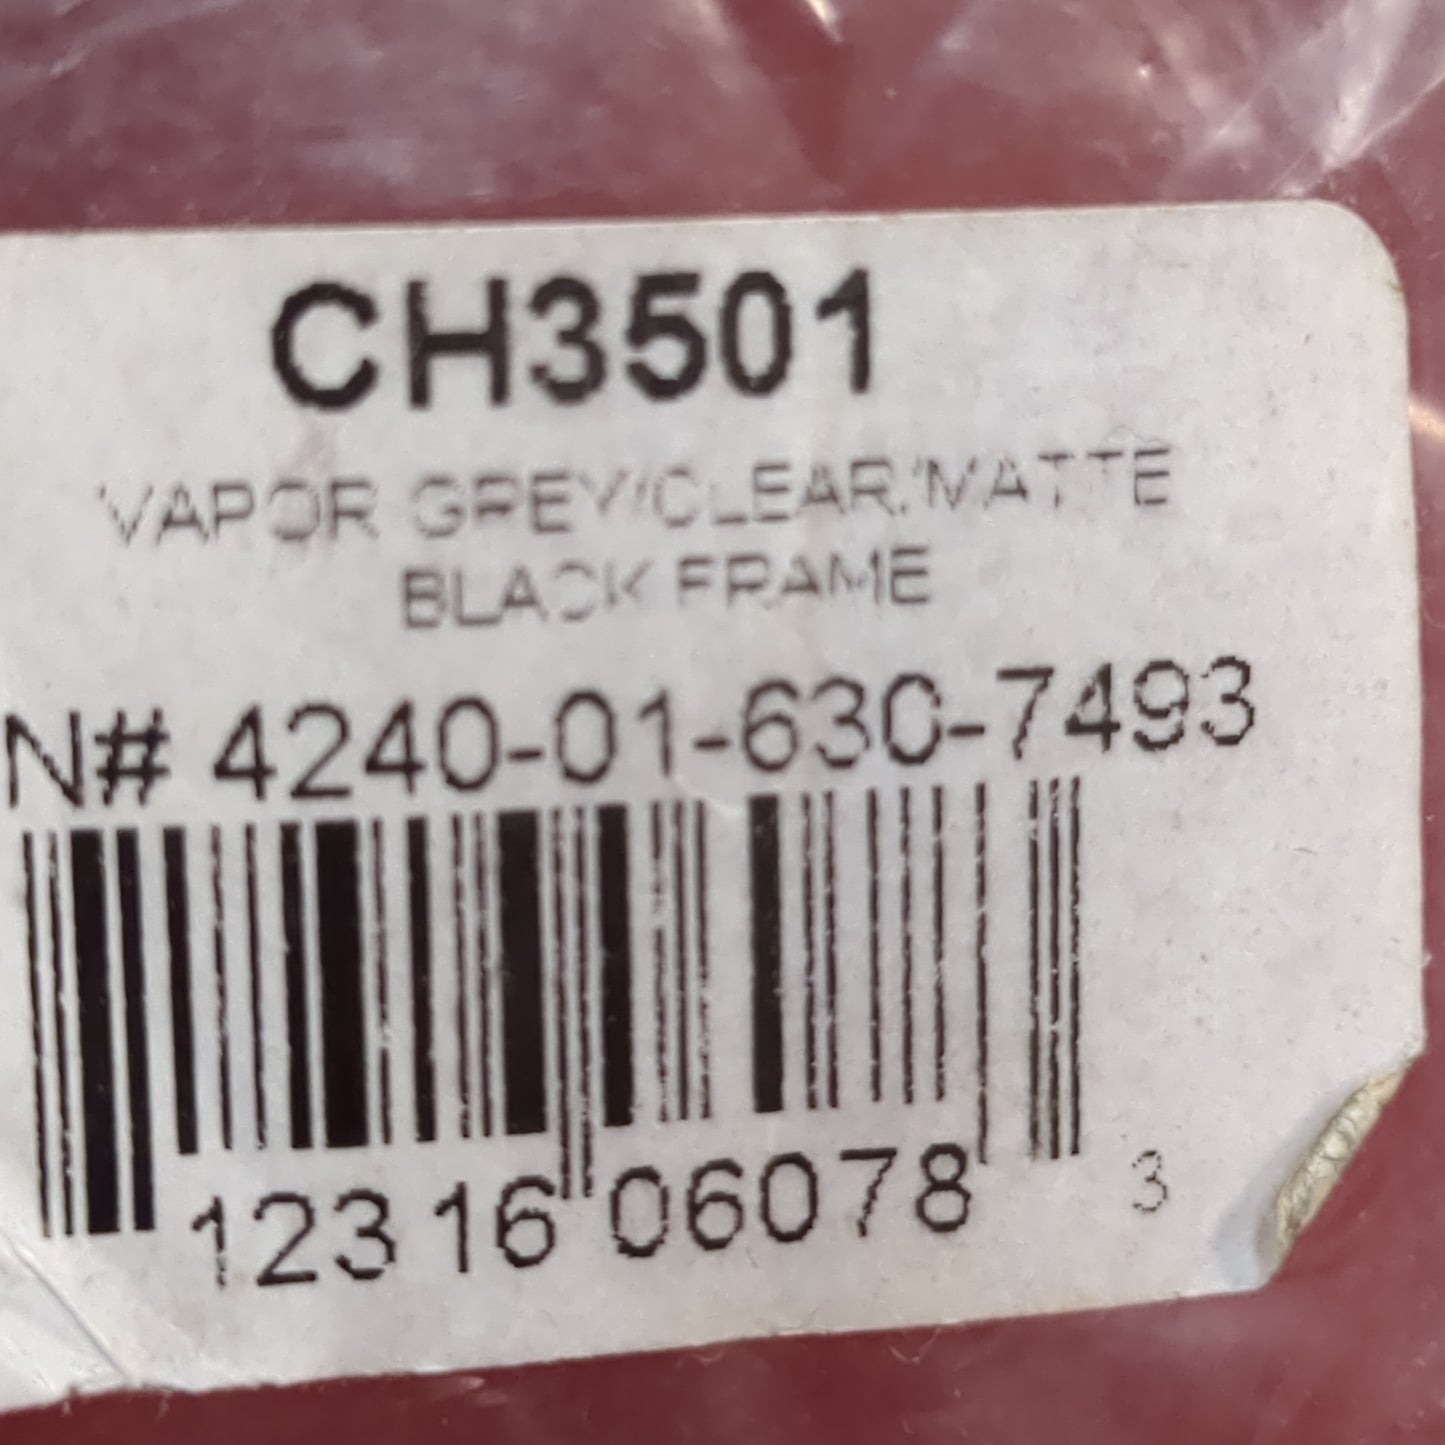 CH3501
VAPOR GREY/CLEAR/MATTE
BLACK FRAME
N# 4240-01-630-7493
12316 06078 3